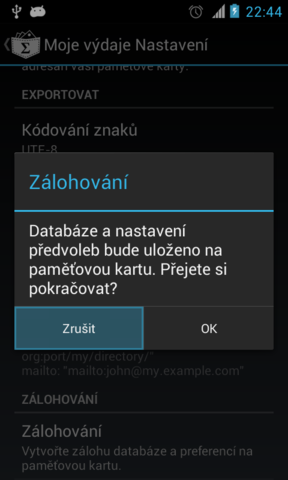 22:44
Moje výdaje Nastavení
adresář vaší paměťové karty.
EXPORTOVAT
Kódování znaků
UTF-8
Zálohování
Databáze a nastavení
předvoleb bude uloženo na
paměťovou kartu. Přejete si
pokračovat?
Zrušit
OK
org.port/my/directory/"
mailto: "mailto:john@my.example.com"
ZÁLOHOVÁNÍ
Zálohování
Vytvořte zálohu databáze a preferencí na
paměťovou kartu.